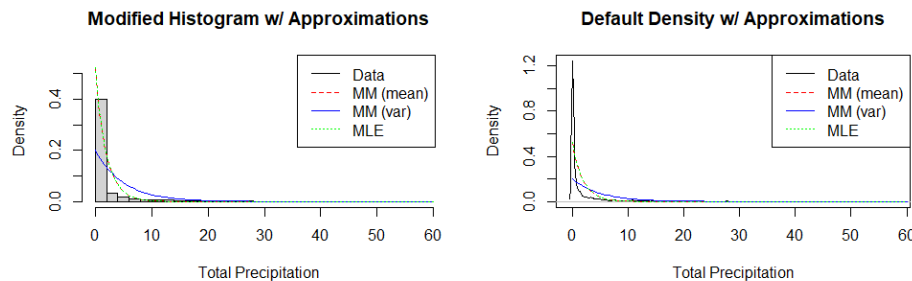 Modified Histogram w/ Approximations
Data
MM (mean)
MM (var)
MLE
Density
0.0 0.2 0.4
0 10 20 30 40 50 60
Total Precipitation
Default Density w/ Approximations
Data
MM (mean)
MM (var)
MLE
Density
0.0 0.4 0.8 1.2
0 10 20 30 40 50 60
Total Precipitation